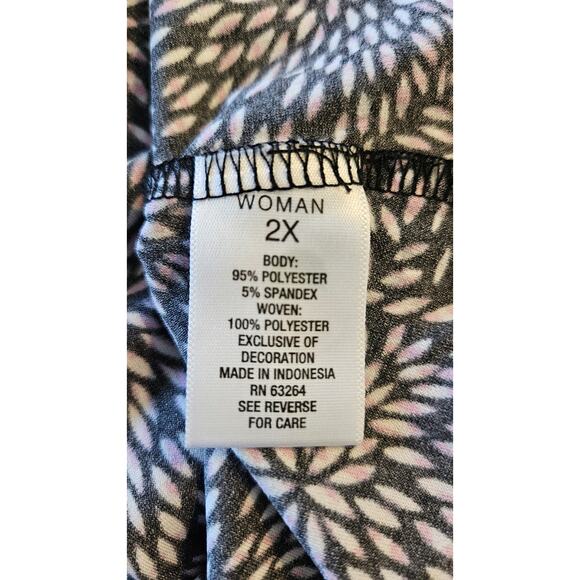 WOMAN
2X
BODY:
95% POLYESTER
5% SPANDEX
WOVEN:
100% POLYESTER
EXCLUSIVE OF
DECORATION
MADE IN INDONESIA
RN 63264
SEE REVERSE
FOR CARE